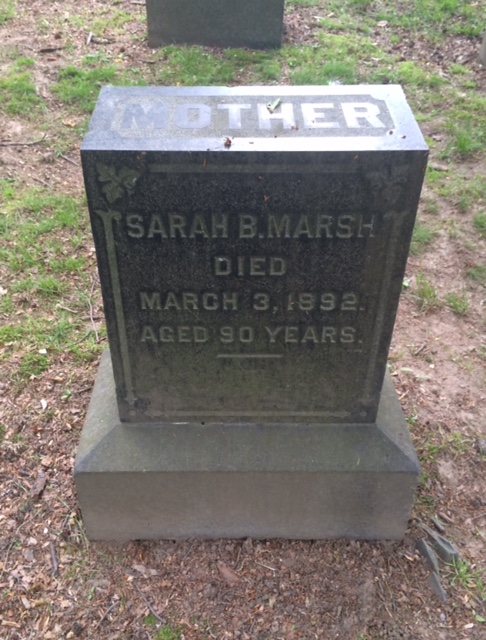 MOTHER
SARAH B. MARSH
DIED
MARCH 3, 1892.
AGED 90 YEARS.